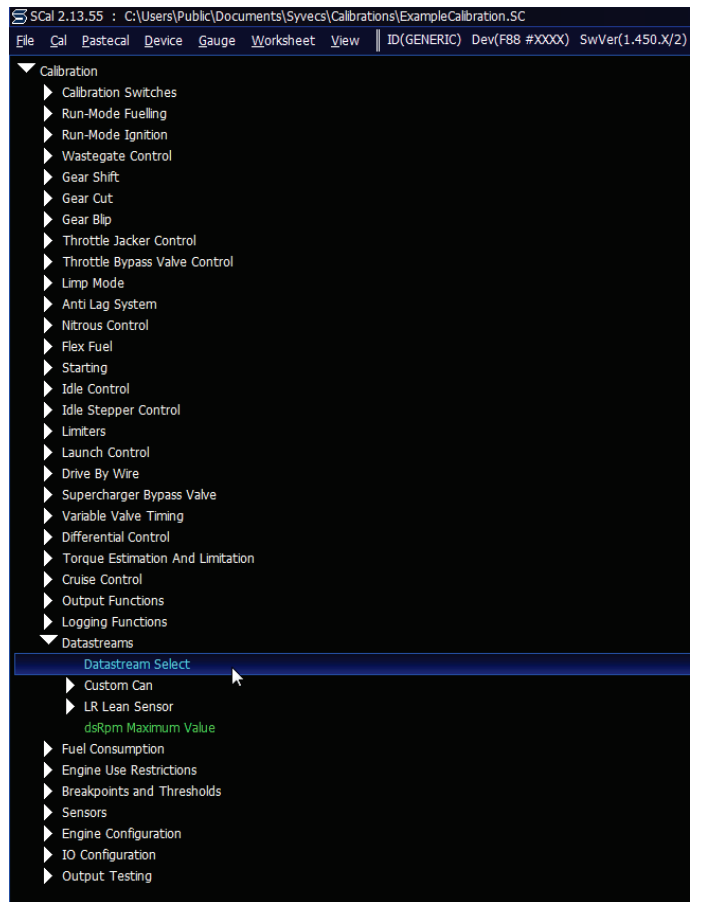 SCal 2.13.55 : C:\Users\Public\Documents\Syvecs\Calibrations\ExampleCalibration.SC
File Cal Pastecal Device Gauge Worksheet View ID(GENERIC) Dev(F88 #XXXX) SwVer(1.450.X/2)
Calibration
Calibration Switches
Run-Mode Fuelling
Run-Mode Ignition
Wastegate Control
Gear Shift
Gear Cut
Gear Blip
Throttle Jacker Control
Throttle Bypass Valve Control
Limp Mode
Anti Lag System
Nitrous Control
Flex Fuel
Starting
Idle Control
Idle Stepper Control
Limiters
Launch Control
Drive By Wire
Supercharger Bypass Valve
Variable Valve Timing
Differential Control
Torque Estimation And Limitation
Cruise Control
Output Functions
Logging Functions
Datastreams
Datastream Select
Custom Can
LR Lean Sensor
dsRpm Maximum Value
Fuel Consumption
Engine Use Restrictions
Breakpoints and Thresholds
Sensors
Engine Configuration
IO Configuration
Output Testing